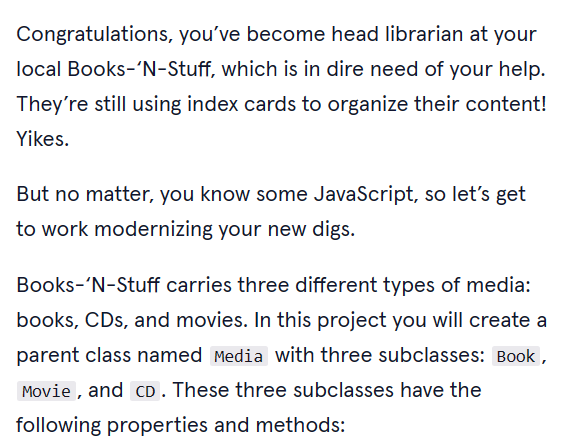 Congratulations, you’ve become head librarian at your
local Books-‘N-Stuff, which is in dire need of your help.
They’re still using index cards to organize their content!
Yikes.
But no matter, you know some JavaScript, so let’s get
to work modernizing your new digs.
Books-‘N-Stuff carries three different types of media:
books, CDs, and movies. In this project you will create a
parent class named Media with three subclasses: Book ,
Movie , and CD . These three subclasses have the
following properties and methods: